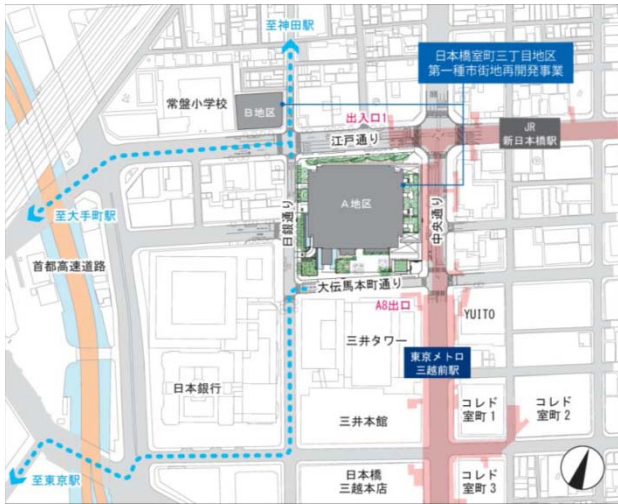 至神田駅
日本橋室町三丁目地区
第一種市街地再開発事業
常盤小学校
B地区
出入口1
江戸通り
JR
新日本橋駅
至大手町駅
日銀通り
A地区
中央通り
首都高速道路
大伝馬本町通り
A8出口
YUITO
三井タワー
東京メトロ
三越前駅
日本銀行
コレド
室町1
コレド
室町2
三井本館
至東京駅
日本橋
三越本店
コレド
室町3